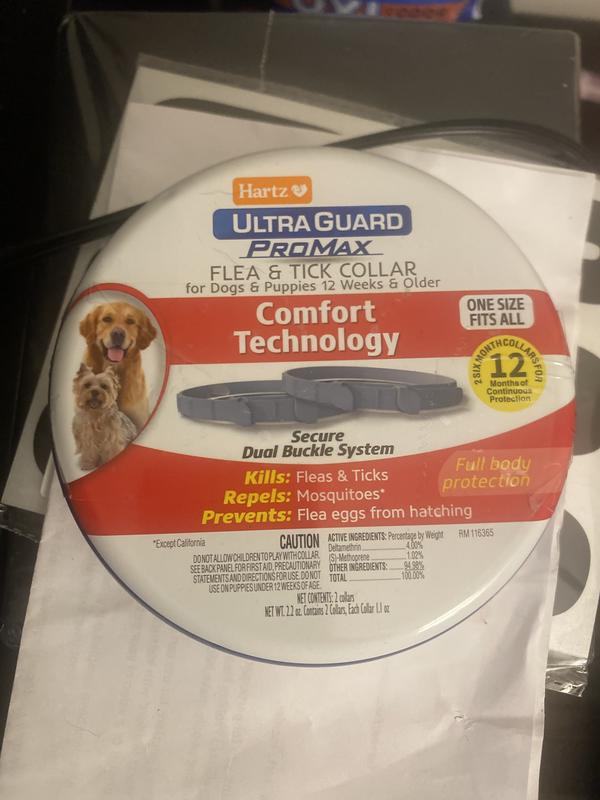 Hartz
ULTRAGUARD
PROMAX
FLEA & TICK COLLAR
for Dogs & Puppies 12 Weeks & Older
Comfort
Technology
ONE SIZE
FITS ALL
2 SIX MONTH COLLARS FOR
12
Months of
Continuous
Protection
Secure
Dual Buckle System
Kills: Fleas & Ticks
Repels: Mosquitoes*
Prevents: Flea eggs from hatching
Full body
protection
*Except California
CAUTION
DO NOT ALLOW CHILDREN TO PLAY WITH COLLAR.
SEE BACK PANEL FOR FIRST AID, PRECAUTIONARY
STATEMENTS AND DIRECTIONS FOR USE. DO NOT
USE ON PUPPIES UNDER 12 WEEKS OF AGE.
ACTIVE INGREDIENTS: Percentage by Weight
Deltamethrin 4.00%
(S)-Methoprene 1.02%
OTHER INGREDIENTS: 94.98%
TOTAL 100.00%
RM 116365
NET CONTENTS: 2 collars
NET WT. 2.2 oz. Contains 2 Collars, Each Collar 1.1 oz